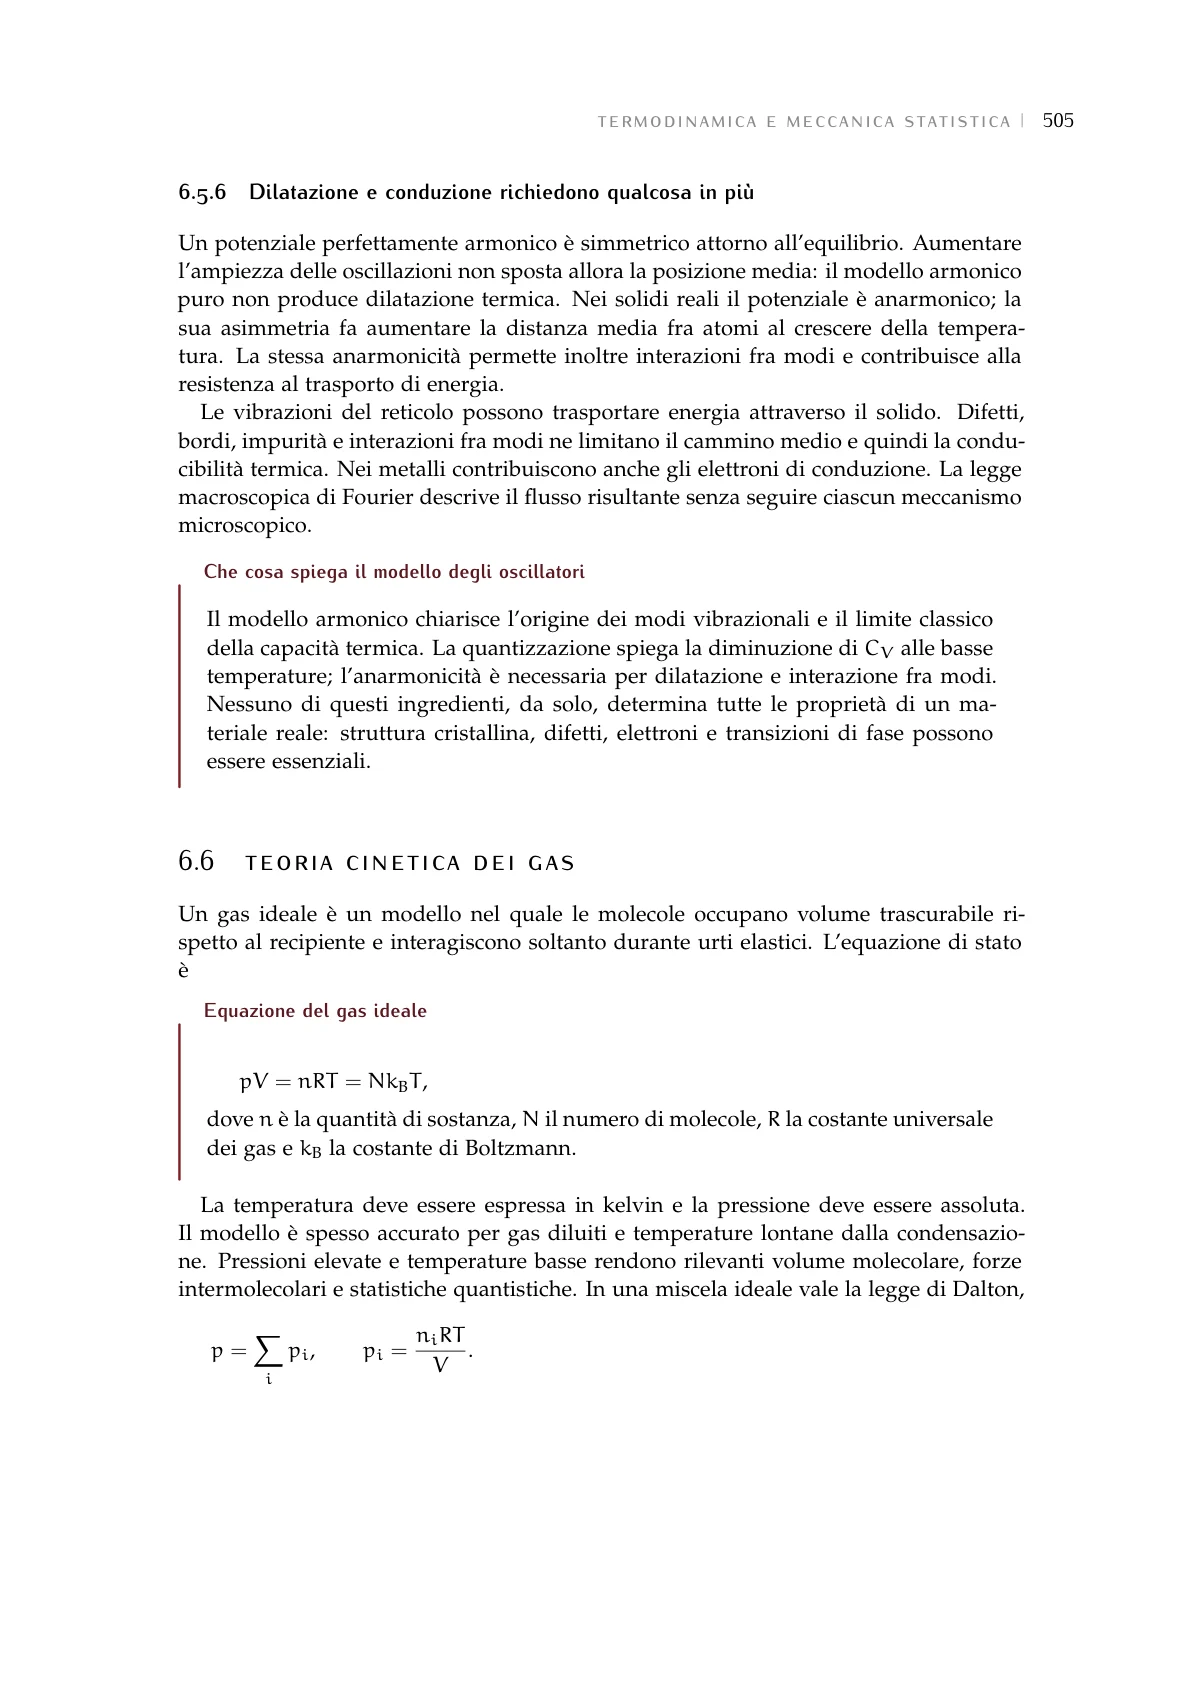 TERMODINAMICA E MECCANICA STATISTICA | 505
6.5.6 Dilatazione e conduzione richiedono qualcosa in più
Un potenziale perfettamente armonico è simmetrico attorno all'equilibrio. Aumentare
l'ampiezza delle oscillazioni non sposta allora la posizione media: il modello armonico
puro non produce dilatazione termica. Nei solidi reali il potenziale è anarmonico; la
sua asimmetria fa aumentare la distanza media fra atomi al crescere della tempera-
tura. La stessa anarmonicità permette inoltre interazioni fra modi e contribuisce alla
resistenza al trasporto di energia.
Le vibrazioni del reticolo possono trasportare energia attraverso il solido. Difetti,
bordi, impurità e interazioni fra modi ne limitano il cammino medio e quindi la condu-
cibilità termica. Nei metalli contribuiscono anche gli elettroni di conduzione. La legge
macroscopica di Fourier descrive il flusso risultante senza seguire ciascun meccanismo
microscopico.
Che cosa spiega il modello degli oscillatori
Il modello armonico chiarisce l'origine dei modi vibrazionali e il limite classico
della capacità termica. La quantizzazione spiega la diminuzione di C_V alle basse
temperature; l'anarmonicità è necessaria per dilatazione e interazione fra modi.
Nessuno di questi ingredienti, da solo, determina tutte le proprietà di un ma-
teriale reale: struttura cristallina, difetti, elettroni e transizioni di fase possono
essere essenziali.
6.6 TEORIA CINETICA DEI GAS
Un gas ideale è un modello nel quale le molecole occupano volume trascurabile ri-
spetto al recipiente e interagiscono soltanto durante urti elastici. L'equazione di stato
è
Equazione del gas ideale
pV = nRT = Nk_BT,
dove n è la quantità di sostanza, N il numero di molecole, R la costante universale
dei gas e k_B la costante di Boltzmann.
La temperatura deve essere espressa in kelvin e la pressione deve essere assoluta.
Il modello è spesso accurato per gas diluiti e temperature lontane dalla condensazio-
ne. Pressioni elevate e temperature basse rendono rilevanti volume molecolare, forze
intermolecolari e statistiche quantistiche. In una miscela ideale vale la legge di Dalton,
p = ∑_i p_i, p_i = n_iRT / V.